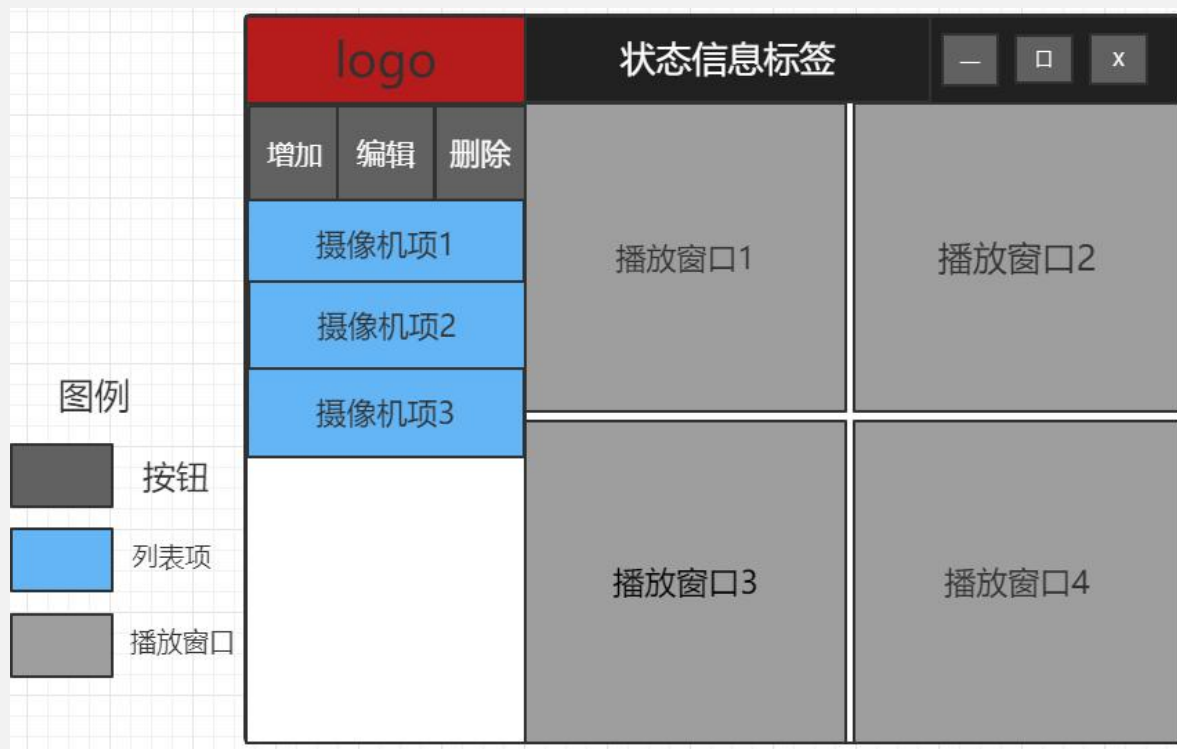 logo
状态信息标签
—
口
X
增加
编辑
删除
摄像机项1
摄像机项2
摄像机项3
播放窗口1
播放窗口2
播放窗口3
播放窗口4
图例
按钮
列表项
播放窗口